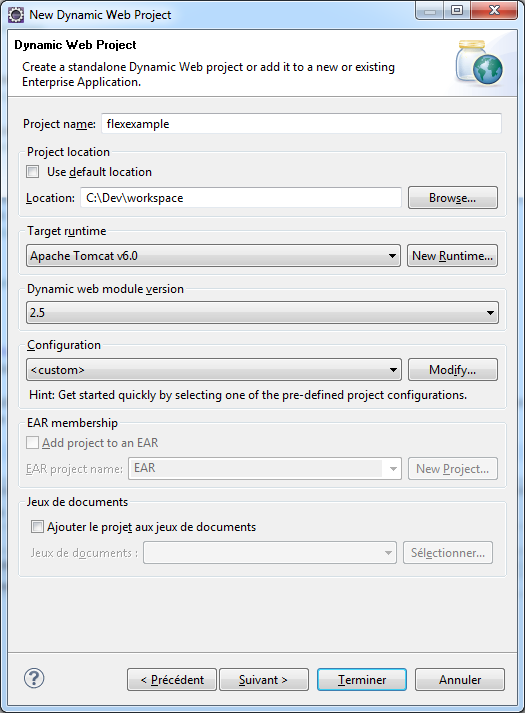 New Dynamic Web Project
Dynamic Web Project
Create a standalone Dynamic Web project or add it to a new or existing
Enterprise Application.
Project name: flexexample
Project location
Use default location
Location: C:\Dev\workspace Browse...
Target runtime
Apache Tomcat v6.0 New Runtime...
Dynamic web module version
2.5
Configuration
<custom> Modify...
Hint: Get started quickly by selecting one of the pre-defined project configurations.
EAR membership
Add project to an EAR
EAR project name: EAR New Project...
Jeux de documents
Ajouter le projet aux jeux de documents
Jeux de documents : Sélectionner...
? < Précédent Suivant > Terminer Annuler